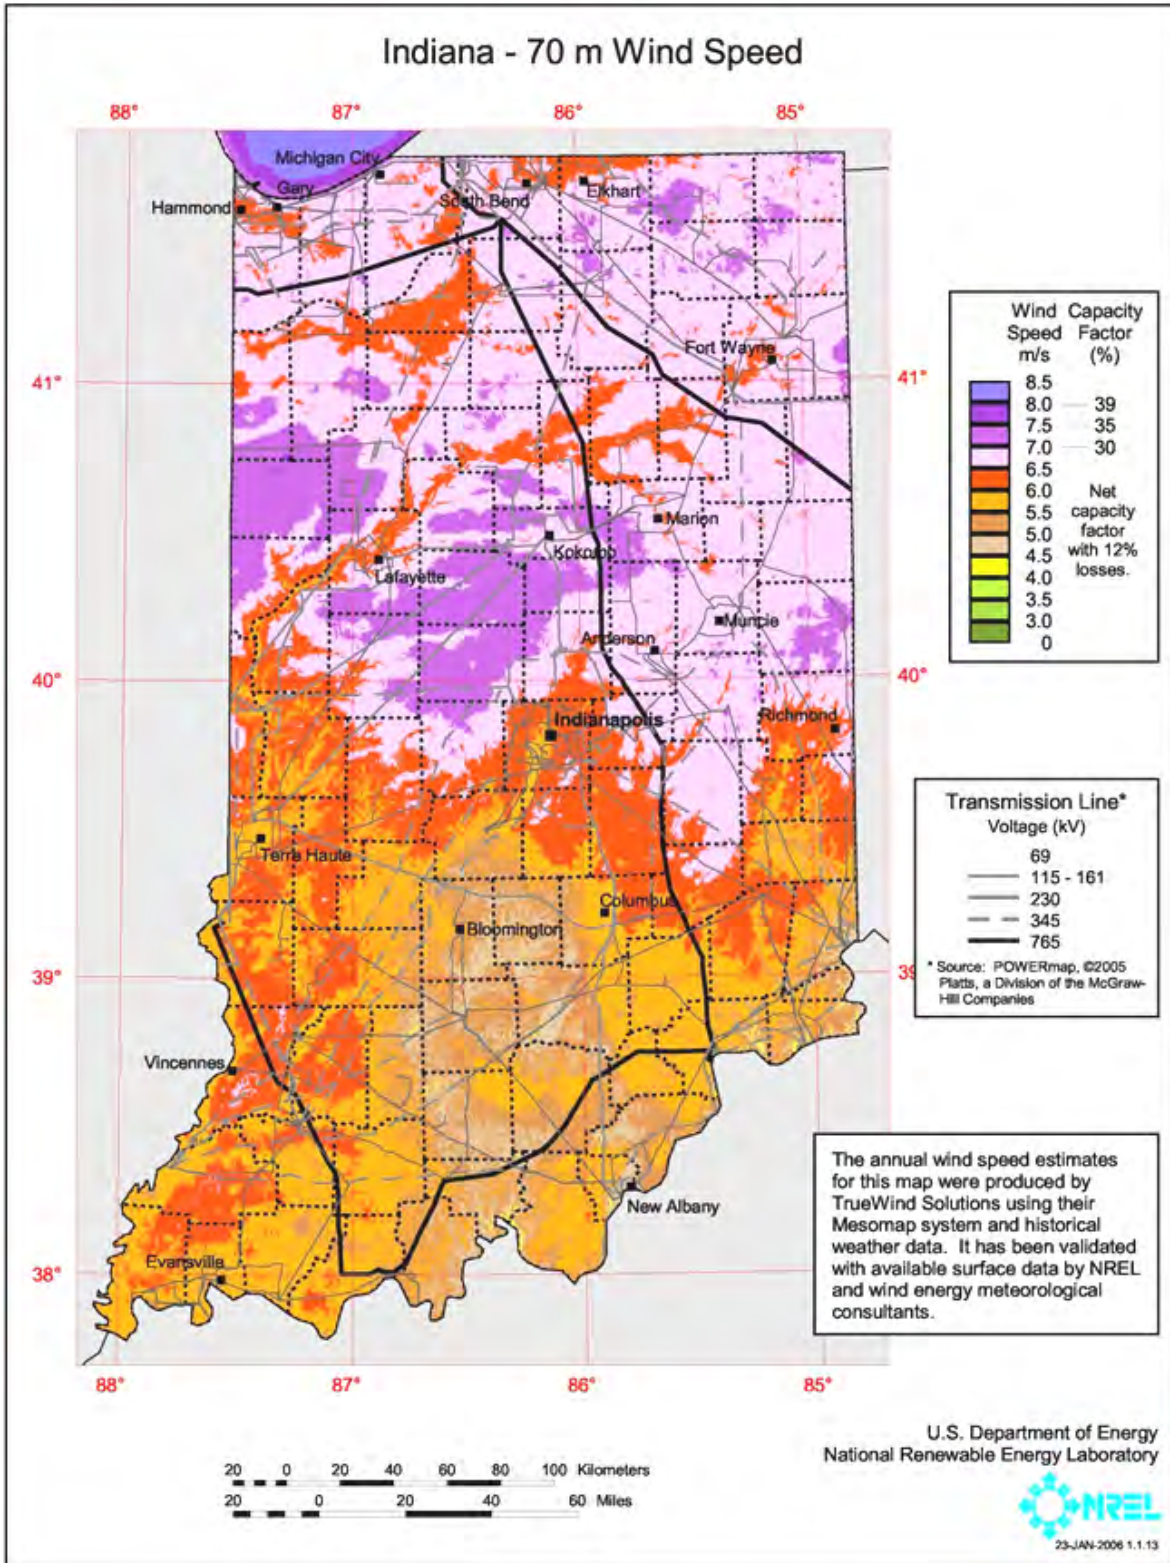 Indiana - 70 m Wind Speed
88° 87° 86° 85°
Michigan City
Gary
Hammond
South Bend
Elkhart
Fort Wayne
41° 41°
Marion
Kokomo
Lafayette
Muncie
Anderson
40° 40°
Indianapolis
Richmond
Terre Haute
Columbus
Bloomington
39° 39
Vincennes
New Albany
Evansville
38°
88° 87° 86° 85°
Wind Capacity
Speed Factor
m/s (%)
8.5
8.0 39
7.5 35
7.0 30
6.5
6.0 Net
5.5 capacity
5.0 factor
4.5 with 12%
4.0 losses.
3.5
3.0
0
Transmission Line*
Voltage (kV)
69
115 - 161
230
345
765
* Source: POWERmap, ©2005
Platts, a Division of the McGraw-
Hill Companies
The annual wind speed estimates
for this map were produced by
TrueWind Solutions using their
Mesomap system and historical
weather data. It has been validated
with available surface data by NREL
and wind energy meteorological
consultants.
U.S. Department of Energy
National Renewable Energy Laboratory
20 0 20 40 60 80 100 Kilometers
20 0 20 40 60 Miles
NREL
23-JAN-2006 1.1.13